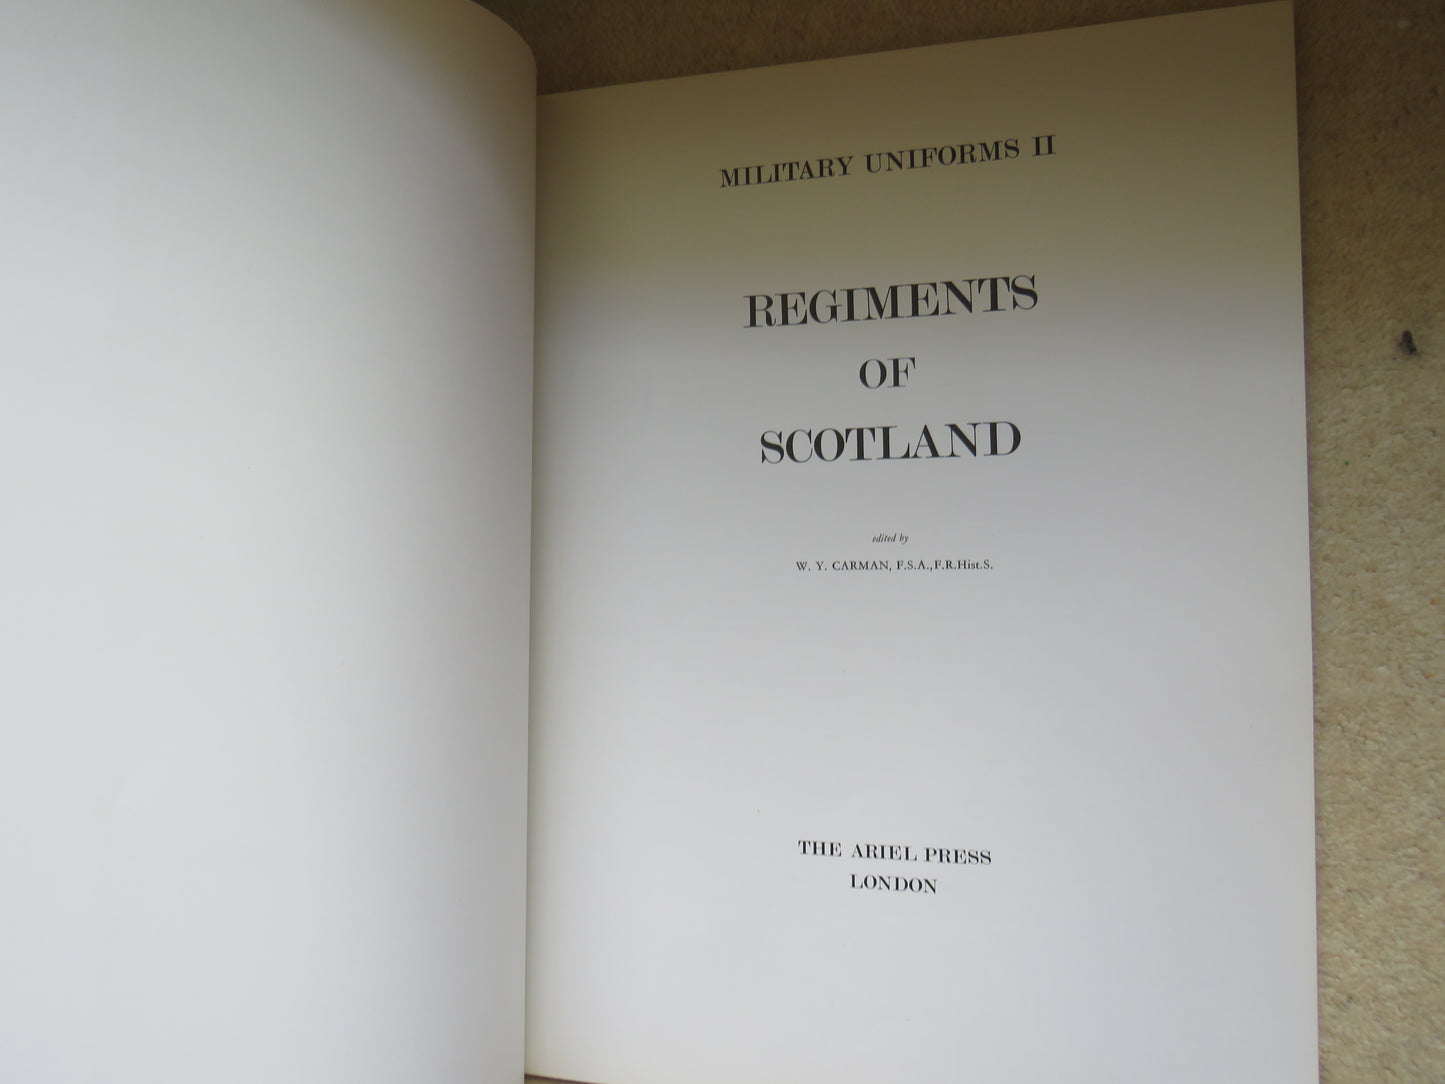 MILITARY UNIFORMS II
REGIMENTS
OF
SCOTLAND
edited by
W. Y. CARMAN, F.S.A.,F.R.Hist.S.
THE ARIEL PRESS
LONDON